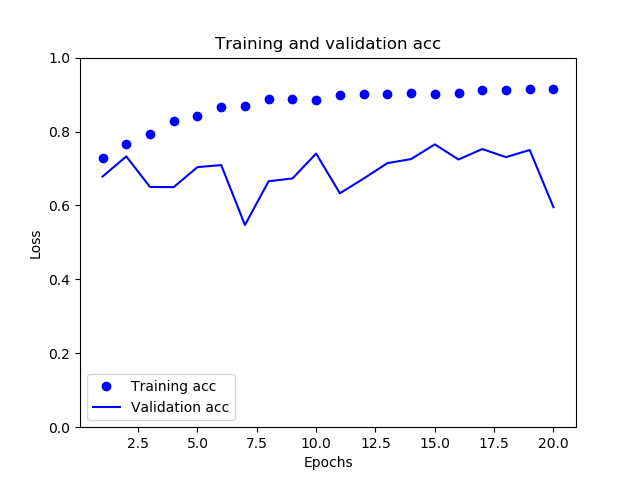 Training and validation acc
1.0
0.8
0.6
0.4
0.2
0.0
Loss
Training acc
Validation acc
2.5 5.0 7.5 10.0 12.5 15.0 17.5 20.0
Epochs